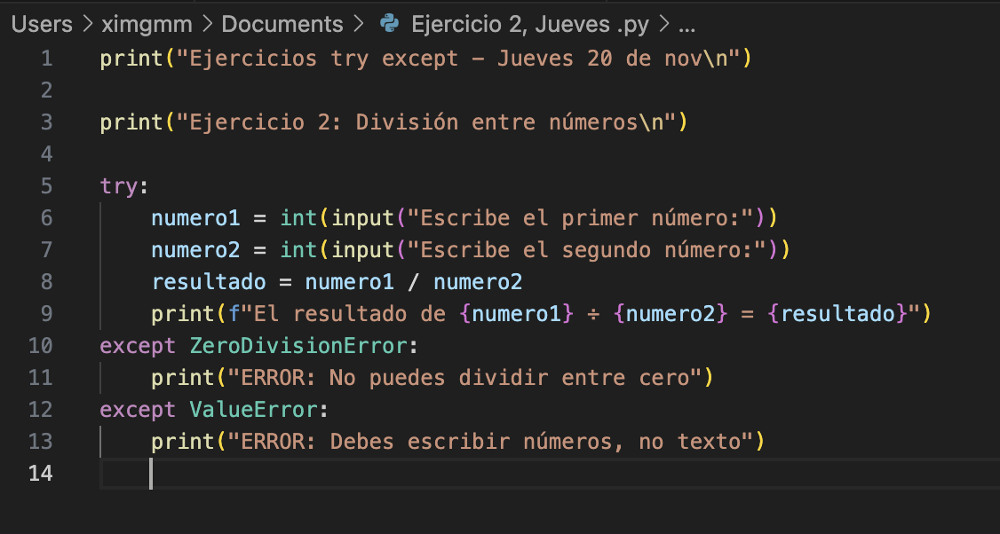 Users > ximgmm > Documents > Ejercicio 2, Jueves .py > ...
1 print("Ejercicios try except – Jueves 20 de nov\n")
2
3 print("Ejercicio 2: División entre números\n")
4
5 try:
6     numero1 = int(input("Escribe el primer número:"))
7     numero2 = int(input("Escribe el segundo número:"))
8     resultado = numero1 / numero2
9     print(f"El resultado de {numero1} ÷ {numero2} = {resultado}")
10 except ZeroDivisionError:
11     print("ERROR: No puedes dividir entre cero")
12 except ValueError:
13     print("ERROR: Debes escribir números, no texto")
14